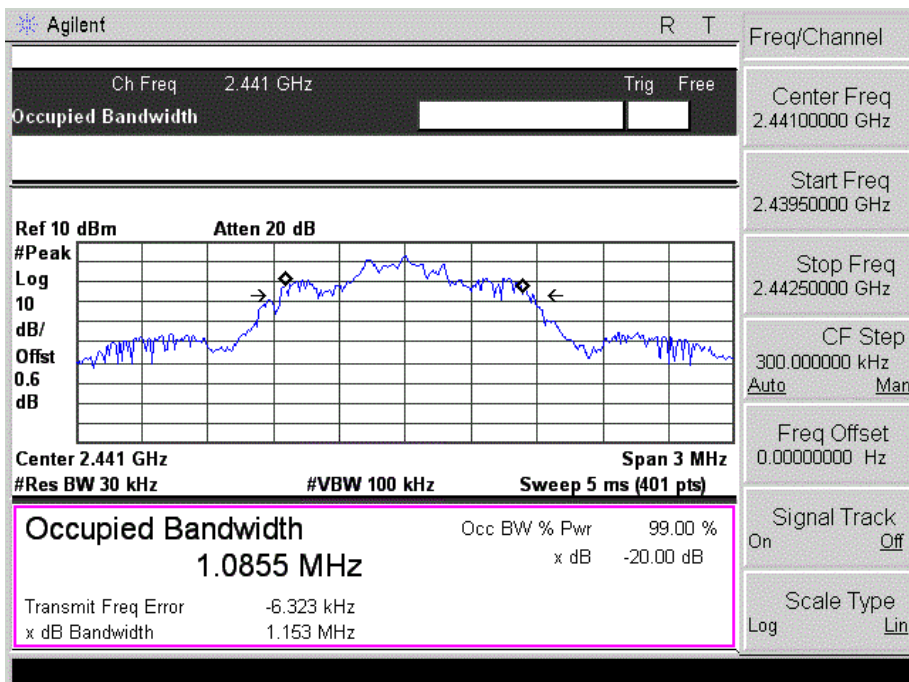 Agilent R T
Ch Freq 2.441 GHz Trig Free
Occupied Bandwidth
Ref 10 dBm Atten 20 dB
#Peak
Log
10
dB/
Offst
0.6
dB
Center 2.441 GHz Span 3 MHz
#Res BW 30 kHz #VBW 100 kHz Sweep 5 ms (401 pts)
Occupied Bandwidth
1.0855 MHz
Occ BW % Pwr 99.00 %
x dB -20.00 dB
Transmit Freq Error -6.323 kHz
x dB Bandwidth 1.153 MHz
Freq/Channel
Center Freq
2.44100000 GHz
Start Freq
2.43950000 GHz
Stop Freq
2.44250000 GHz
CF Step
300.000000 kHz
Auto Man
Freq Offset
0.00000000 Hz
Signal Track
On Off
Scale Type
Log Lin